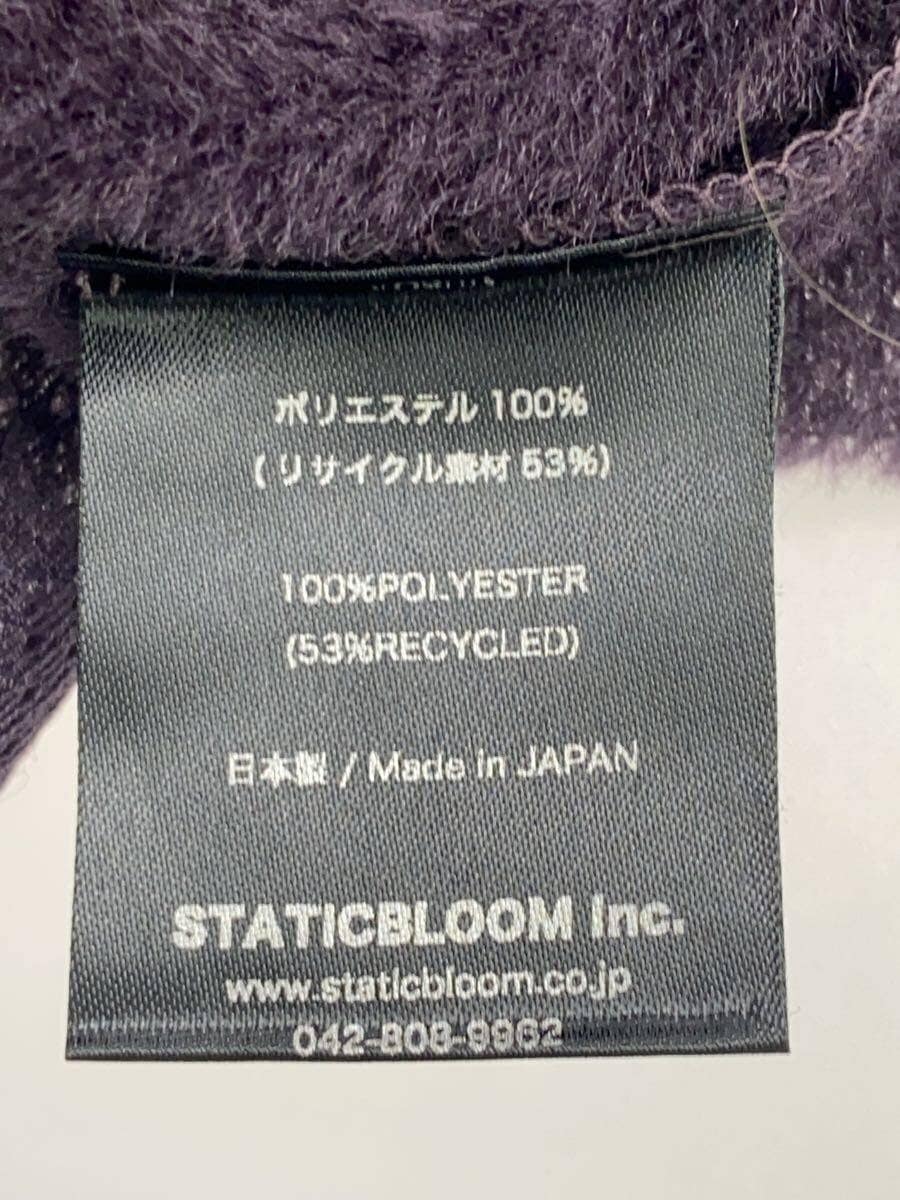 ポリエステル 100%
(リサイクル素材 53%)
100%POLYESTER
(53%RECYCLED)
日本製 / Made in JAPAN
STATICBLOOM Inc.
www.staticbloom.co.jp
042-808-9962